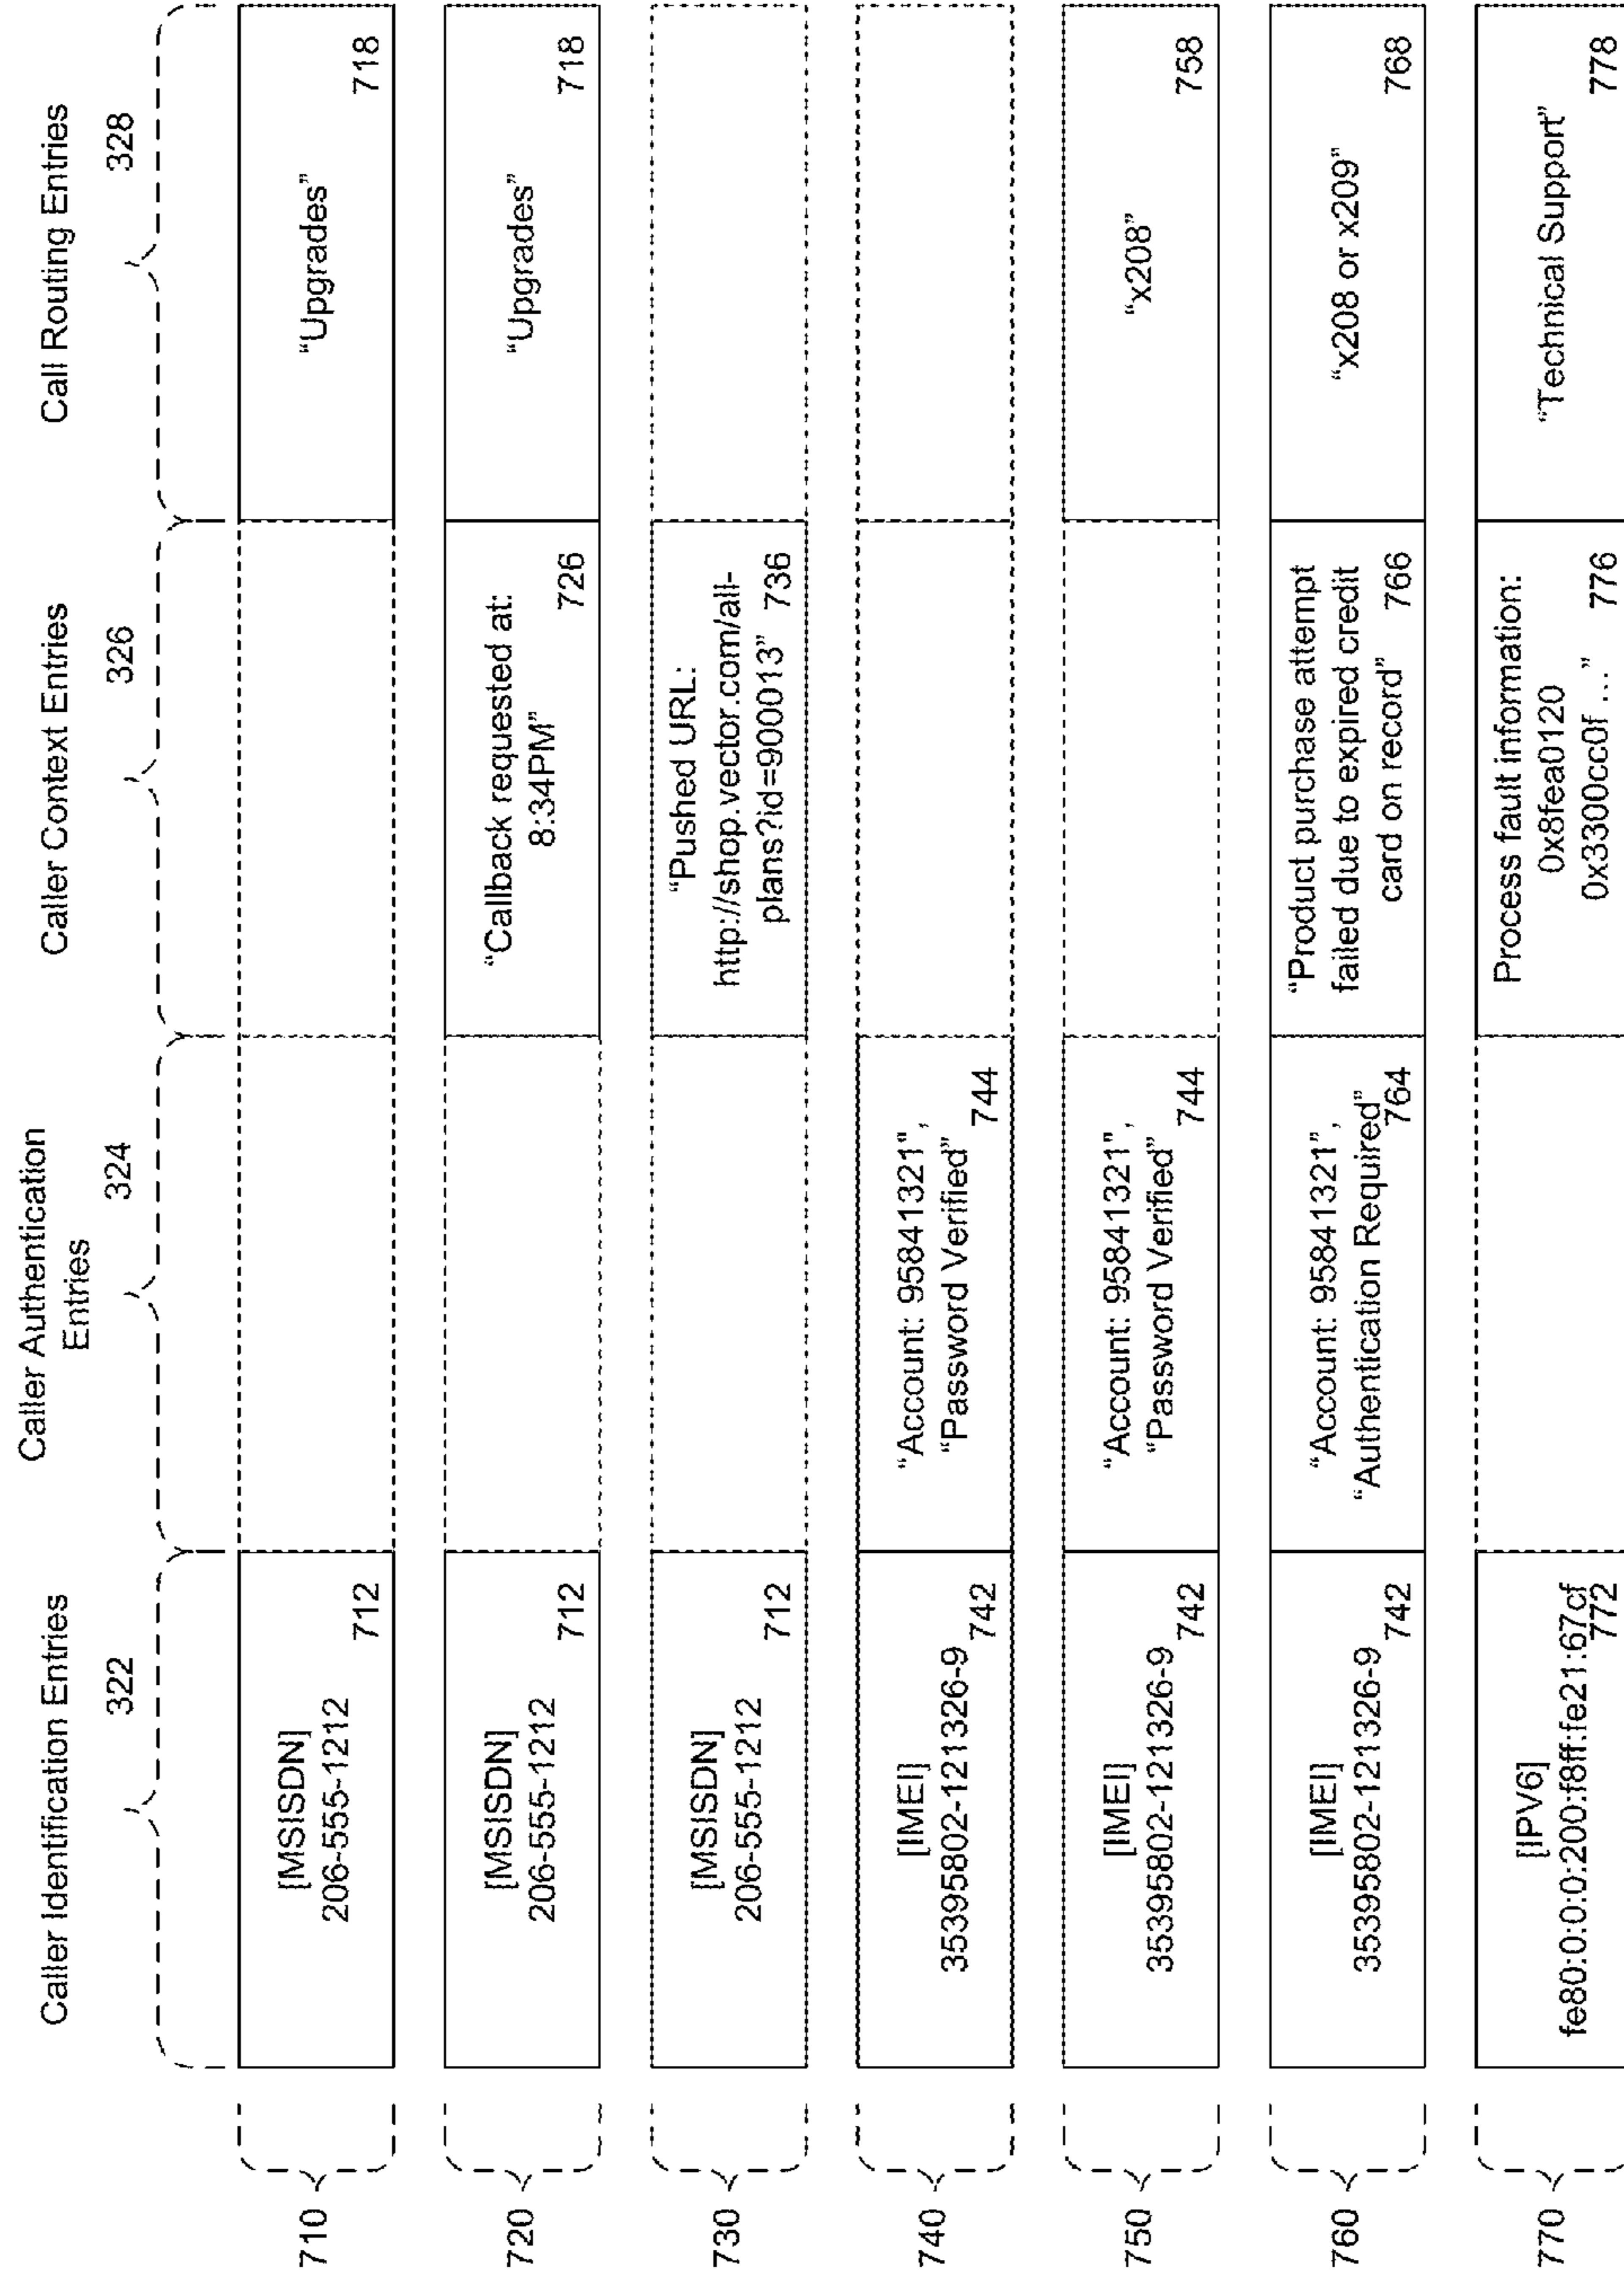 Caller Identification Entries
322
Caller Authentication
Entries
324
Caller Context Entries
326
Call Routing Entries
328
710
[MSISDN]
206-555-1212
712
“Upgrades”
718
720
[MSISDN]
206-555-1212
712
“Callback requested at:
8:34PM”
726
“Upgrades”
718
730
[MSISDN]
206-555-1212
712
“Pushed URL:
http://shop.vector.com/all-
plans?id=900013” 736
740
[IMEI]
35395802-121326-9
742
“Account: 95841321",
“Password Verified”
744
750
[IMEI]
35395802-121326-9
742
“Account: 95841321",
“Password Verified”
744
“x208”
758
760
[IMEI]
35395802-121326-9
742
“Account: 95841321",
“Authentication Required”
764
“Product purchase attempt
failed due to expired credit
card on record” 766
“x208 or x209”
768
770
[IPV6]
fe80:0:0:0:200:f8ff:fe21:67cf
772
Process fault information:
0x8fea0120
0x3300cc0f ...” 776
“Technical Support”
778